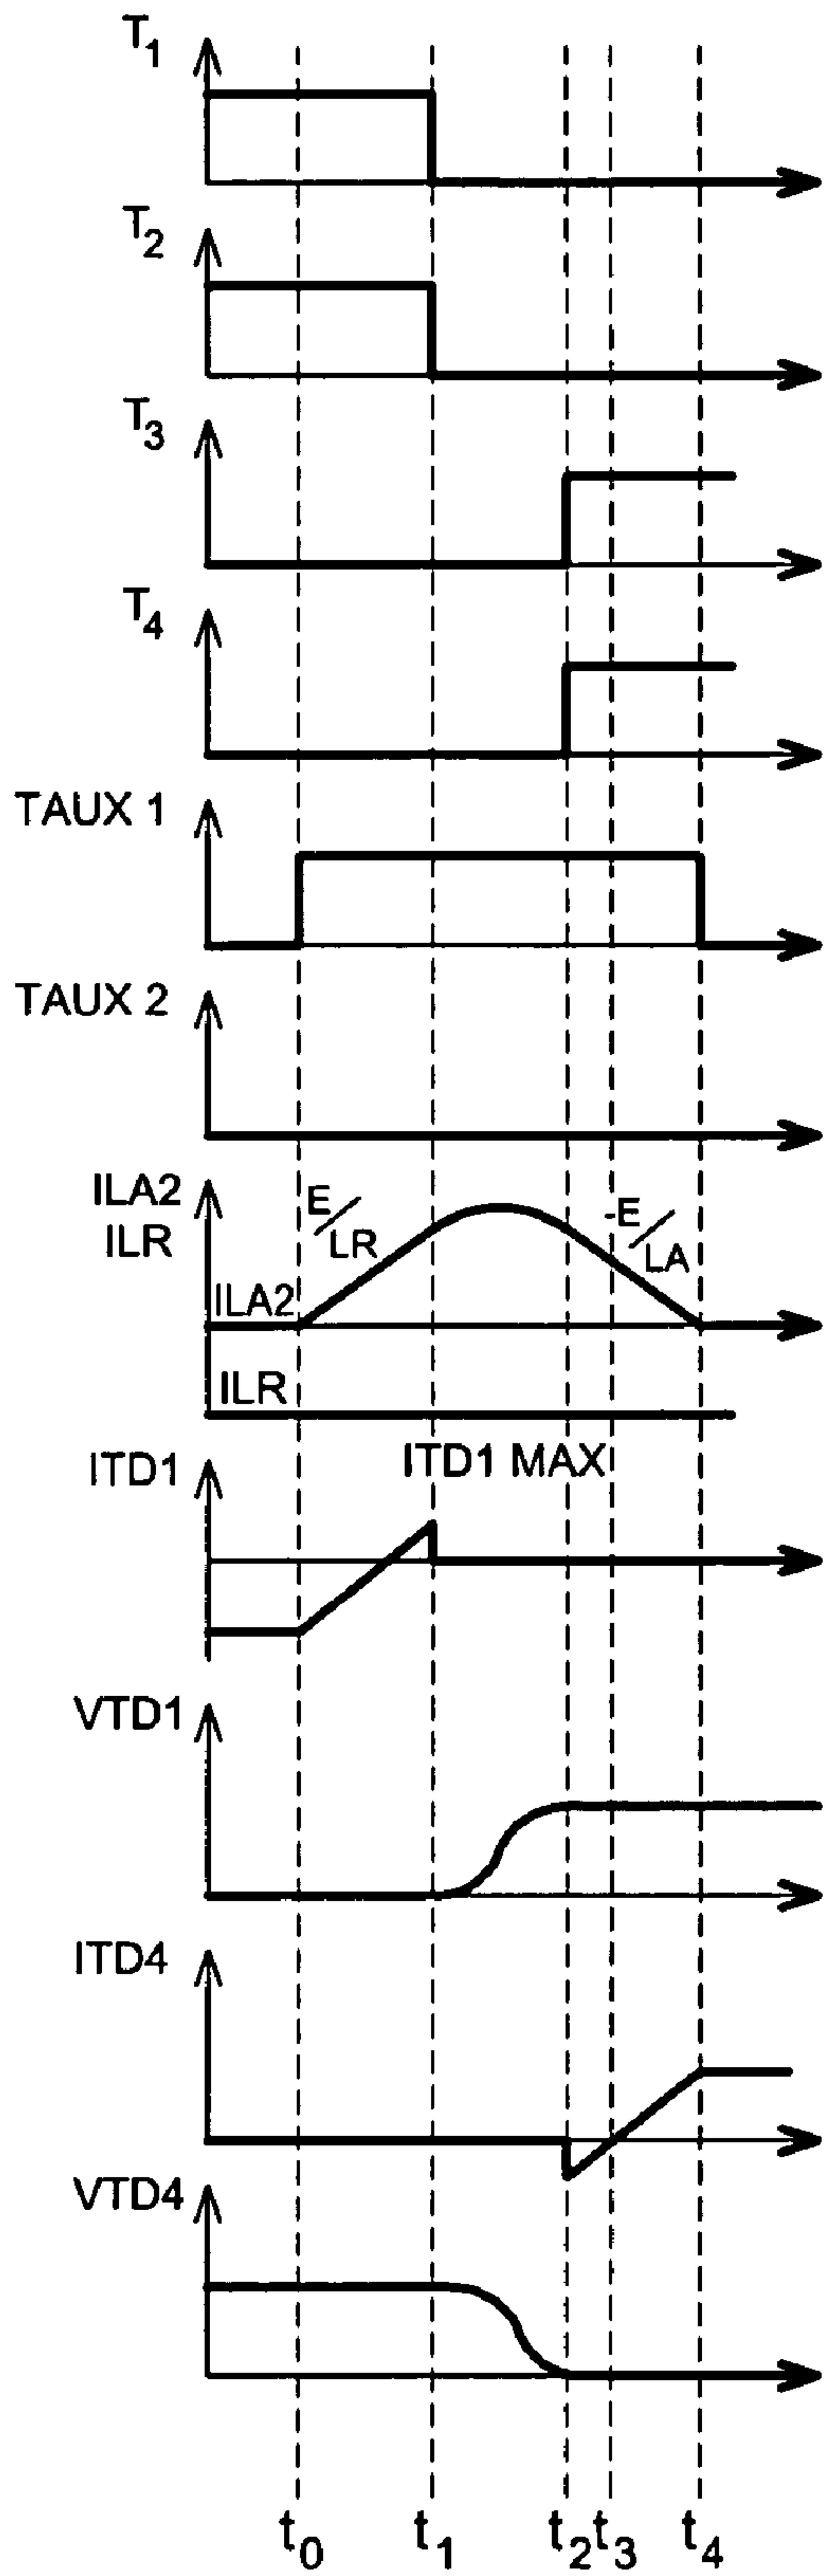 T1
T2
T3
T4
TAUX 1
TAUX 2
ILA2
ILR
E/LR
-E/LA
ILA2
ILR
ITD1
ITD1 MAX
VTD1
ITD4
VTD4
t0 t1 t2 t3 t4